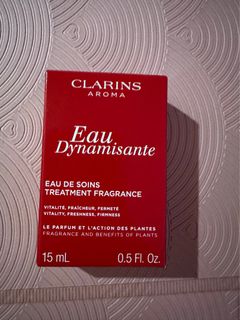 CLARINS
AROMA
Eau
Dynamisante
EAU DE SOINS
TREATMENT FRAGRANCE
VITALITÉ, FRAÎCHEUR, FERMETÉ
VITALITY, FRESHNESS, FIRMNESS
LE PARFUM ET L'ACTION DES PLANTES
FRAGRANCE AND BENEFITS OF PLANTS
15 mL 0.5 Fl. Oz.